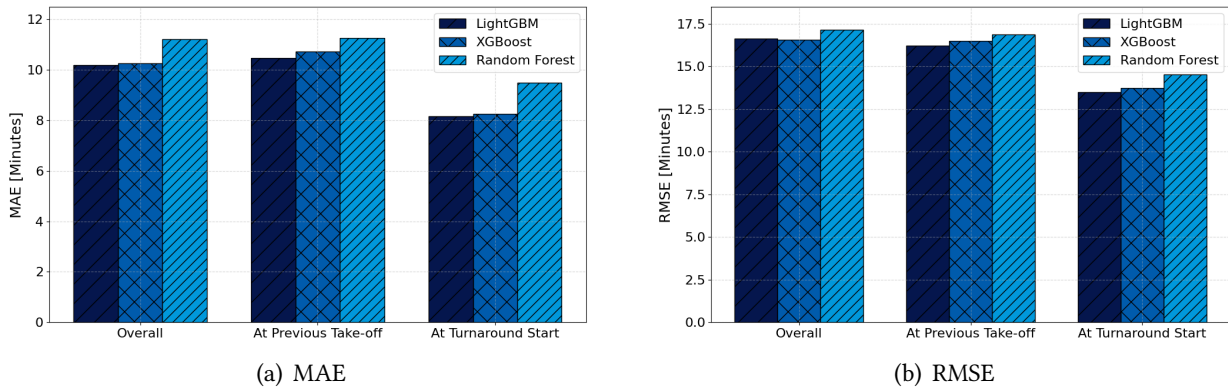 12
10
8
6
4
2
0
MAE [Minutes]
LightGBM
XGBoost
Random Forest
Overall
At Previous Take-off
At Turnaround Start
(a) MAE
17.5
15.0
12.5
10.0
7.5
5.0
2.5
0.0
RMSE [Minutes]
LightGBM
XGBoost
Random Forest
Overall
At Previous Take-off
At Turnaround Start
(b) RMSE